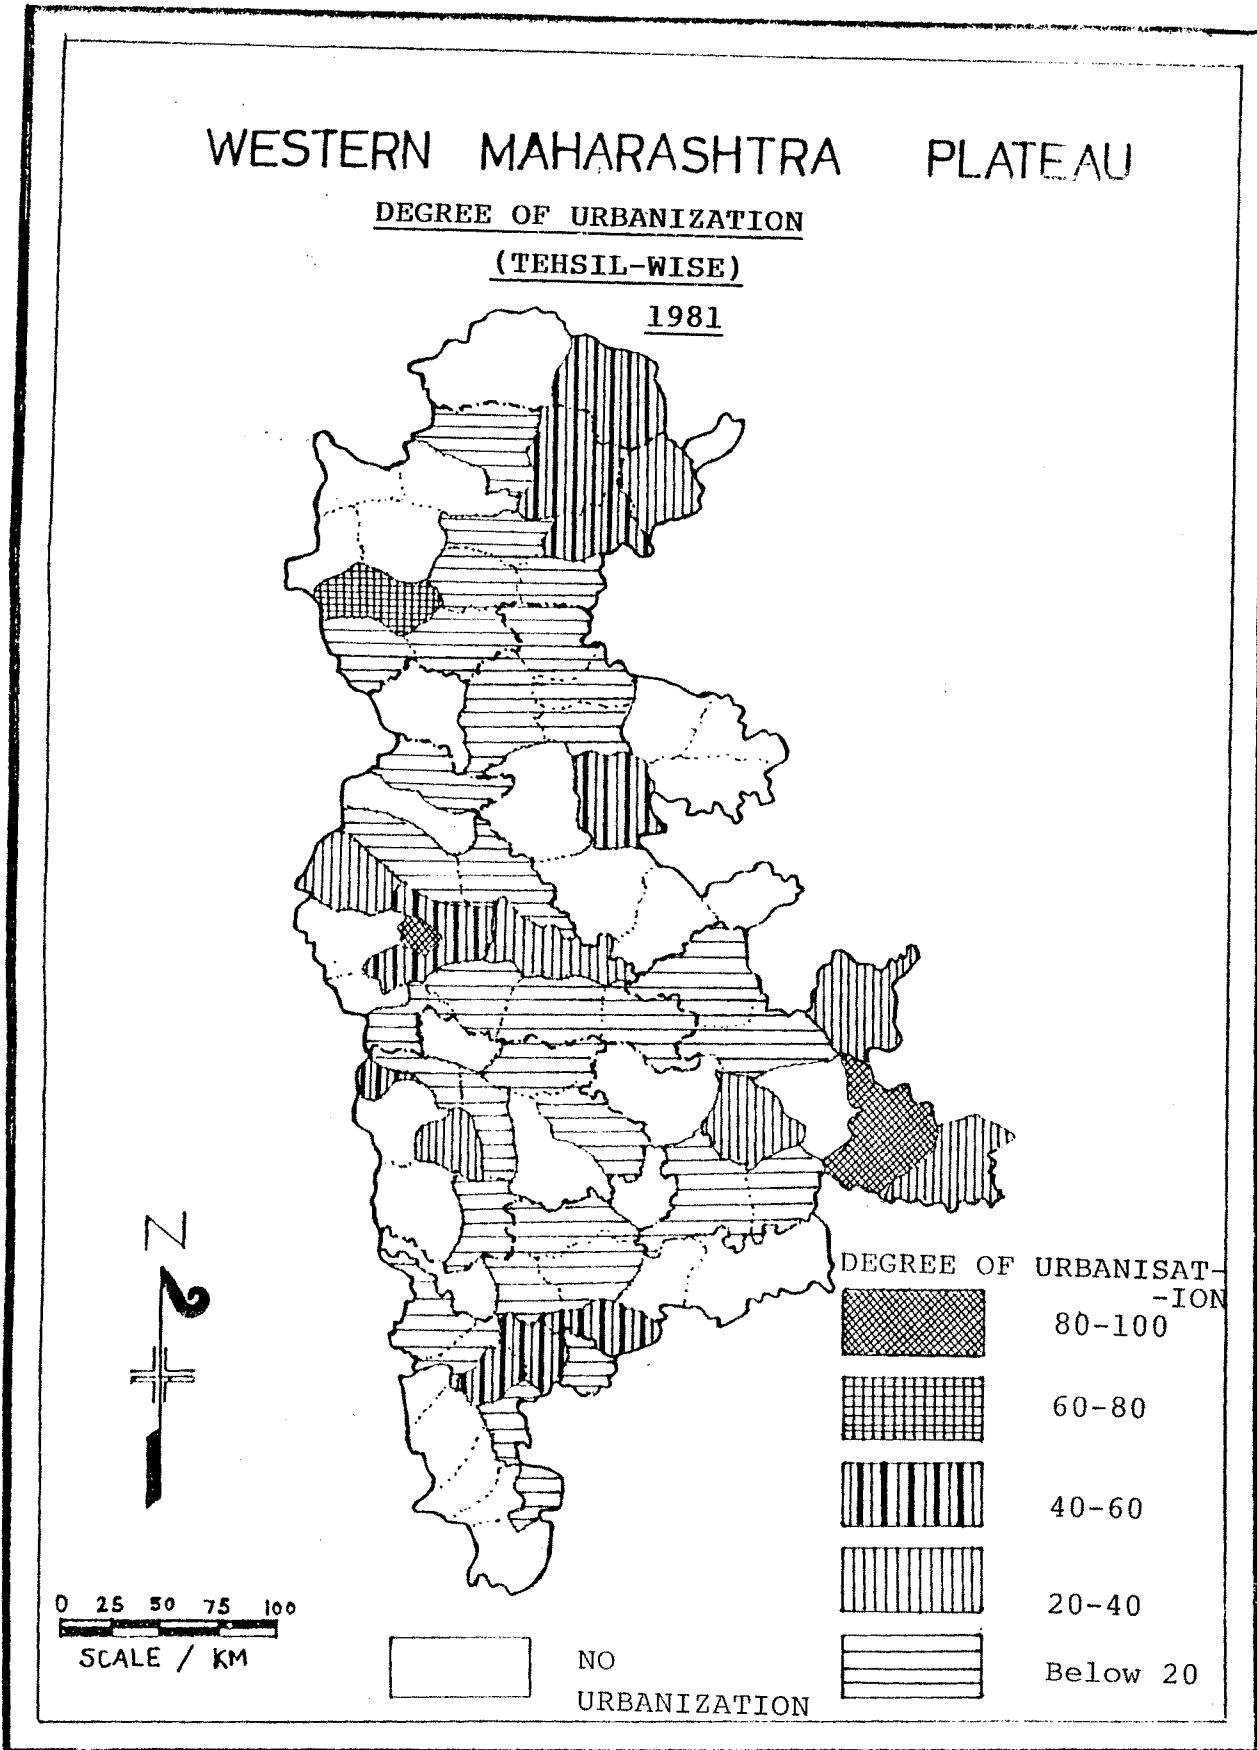 WESTERN MAHARASHTRA PLATEAU
DEGREE OF URBANIZATION
(TEHSIL-WISE)
1981
N
DEGREE OF URBANISAT-
-ION
80-100
60-80
40-60
20-40
Below 20
NO
URBANIZATION
0 25 50 75 100
SCALE / KM